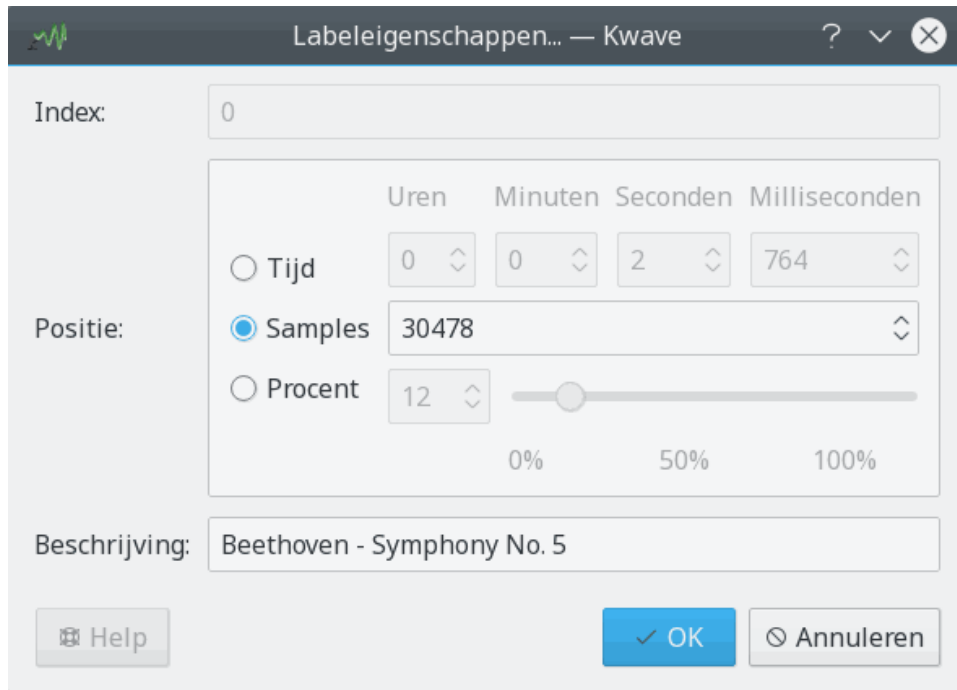 Labeleigenschappen... — Kwave
Index: 0
Uren Minuten Seconden Milliseconden
Tijd 0 0 2 764
Positie: Samples 30478
Procent 12
0% 50% 100%
Beschrijving: Beethoven - Symphony No. 5
Help OK Annuleren